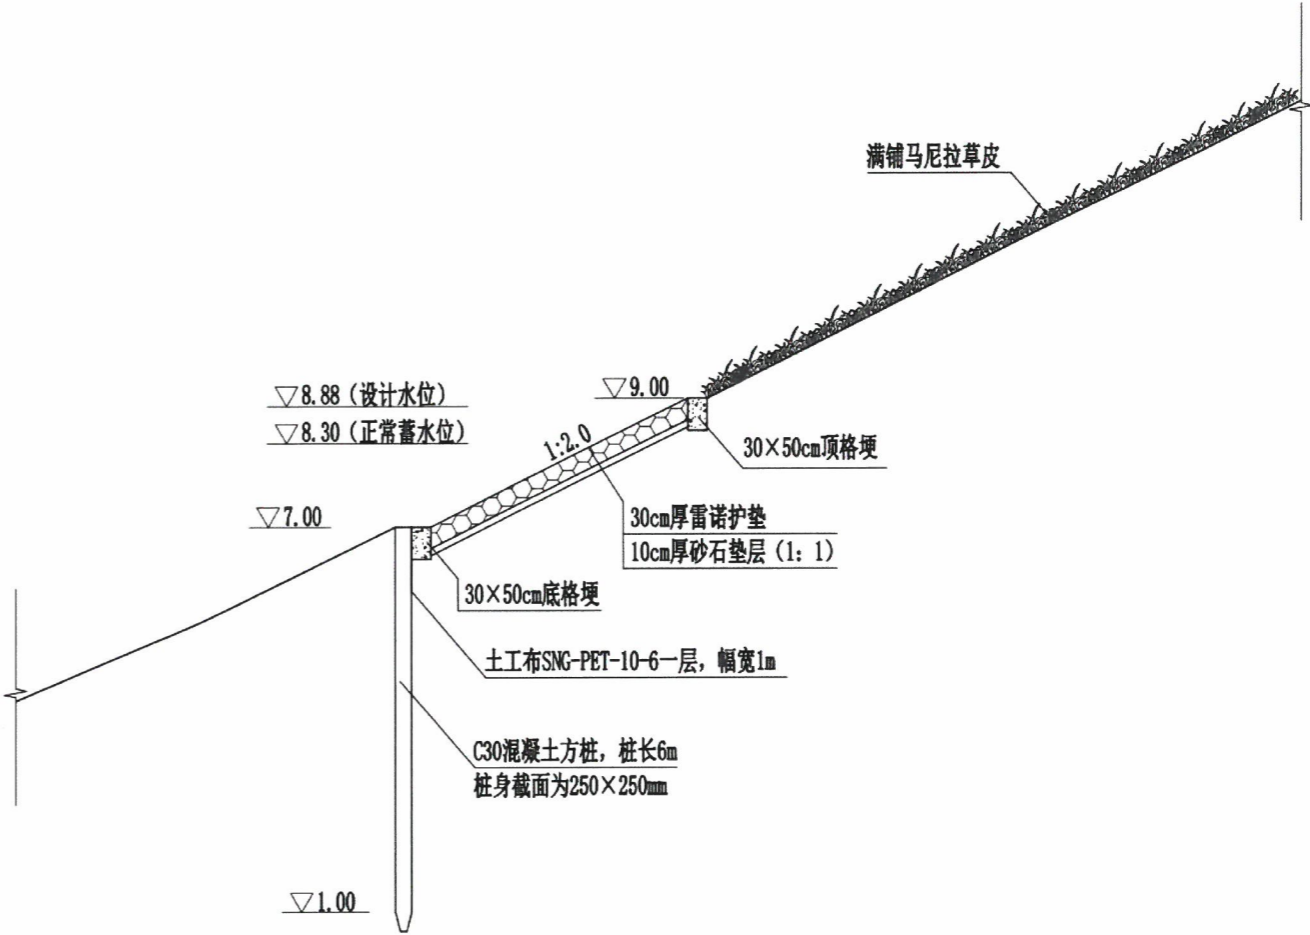 满铺马尼拉草皮
▽8.88（设计水位）
▽9.00
▽8.30（正常蓄水位）
1:2.0
30×50cm顶格埂
▽7.00
30cm厚雷诺护垫
10cm厚砂石垫层（1：1）
30×50cm底格埂
土工布SNG-PET-10-6一层，幅宽1m
C30混凝土方桩，桩长6m
桩身截面为250×250mm
▽1.00